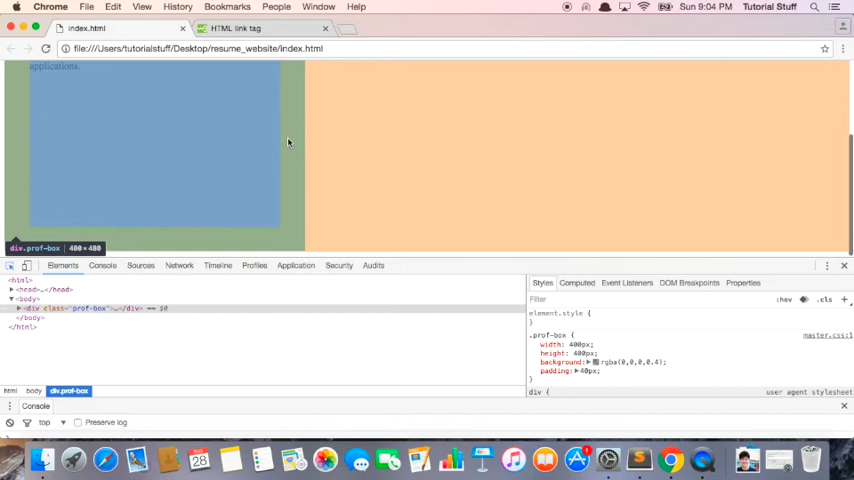 Chrome File Edit View History Bookmarks People Window Help 5:9:04 PM Tutorial Stuff
index.html HTML link tag
file:///Users/tutorialstuff/Desktop/resume_website/index.html
applications.
div.prof-box 480×480
Elements Console Sources Network Timeline Profiles Application Security Audits
<html>
<head>…</head>
<body>
<div class="prof-box">…</div> == $0
</body>
</html>
html body div.prof-box
Styles Computed Event Listeners DOM Breakpoints Properties
Filter :hov .cls +
element.style {
}
.prof-box { master.css:1
width: 400px;
height: 400px;
background: rgba(0,0,0,0.4);
padding: 40px;
}
div { user agent stylesheet
Console
top Preserve log
28